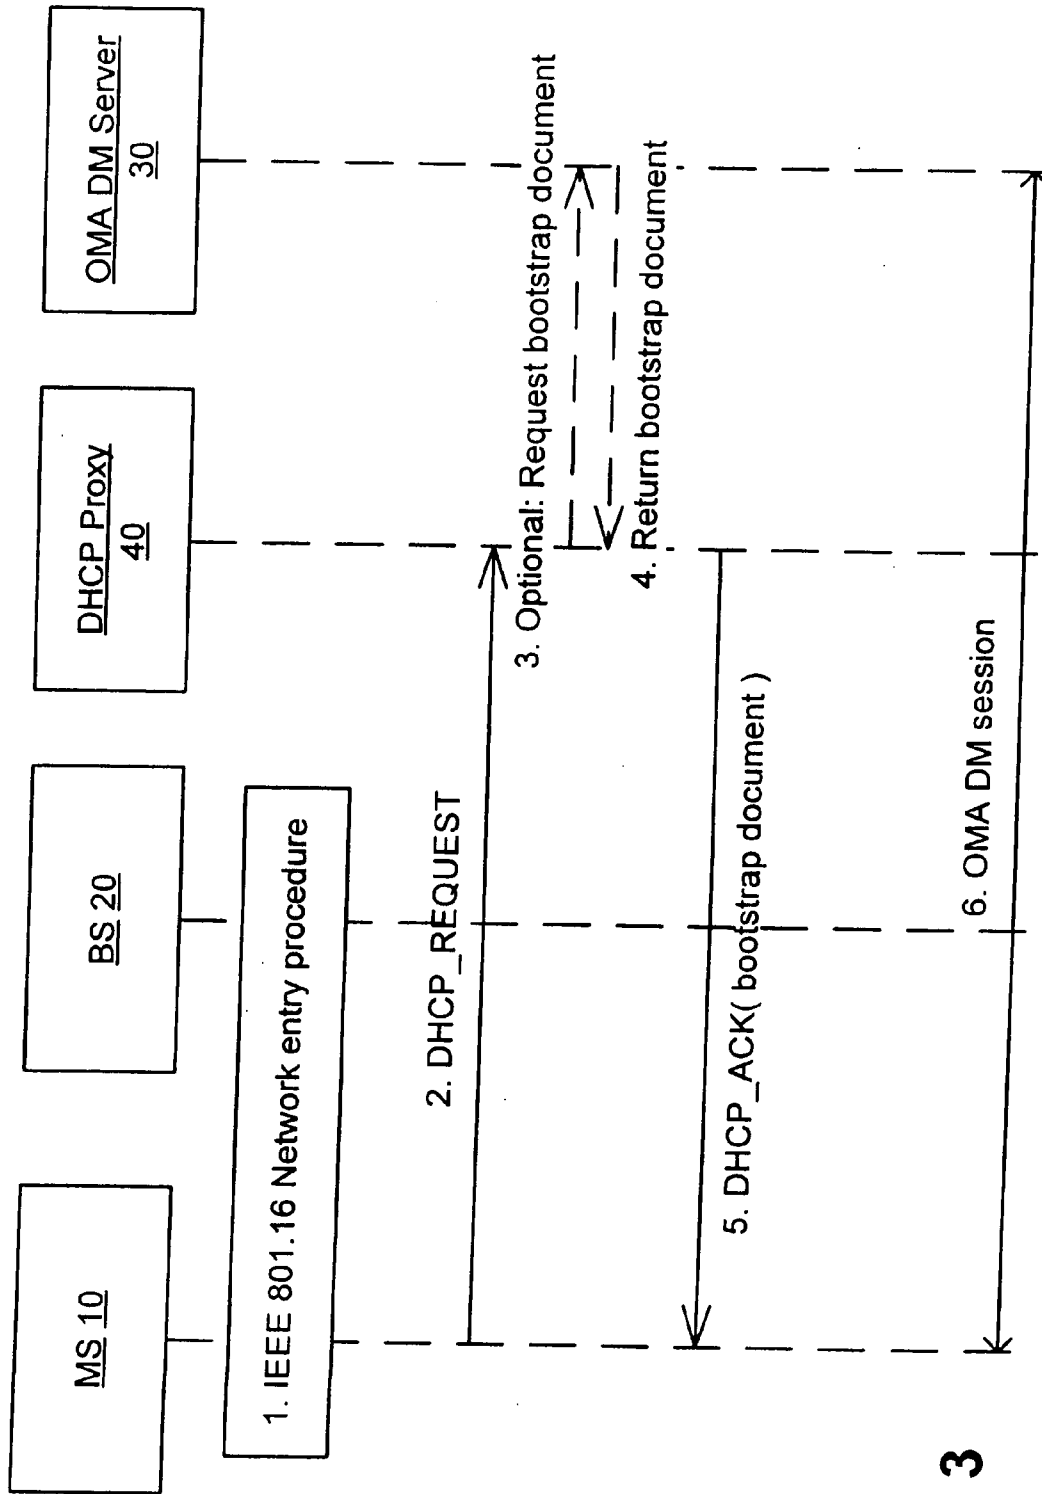 MS 10
BS 20
DHCP Proxy
40
OMA DM Server
30
1. IEEE 801.16 Network entry procedure
2. DHCP_REQUEST
3. Optional: Request bootstrap document
4. Return bootstrap document
5. DHCP_ACK( bootstrap document )
6. OMA DM session
3